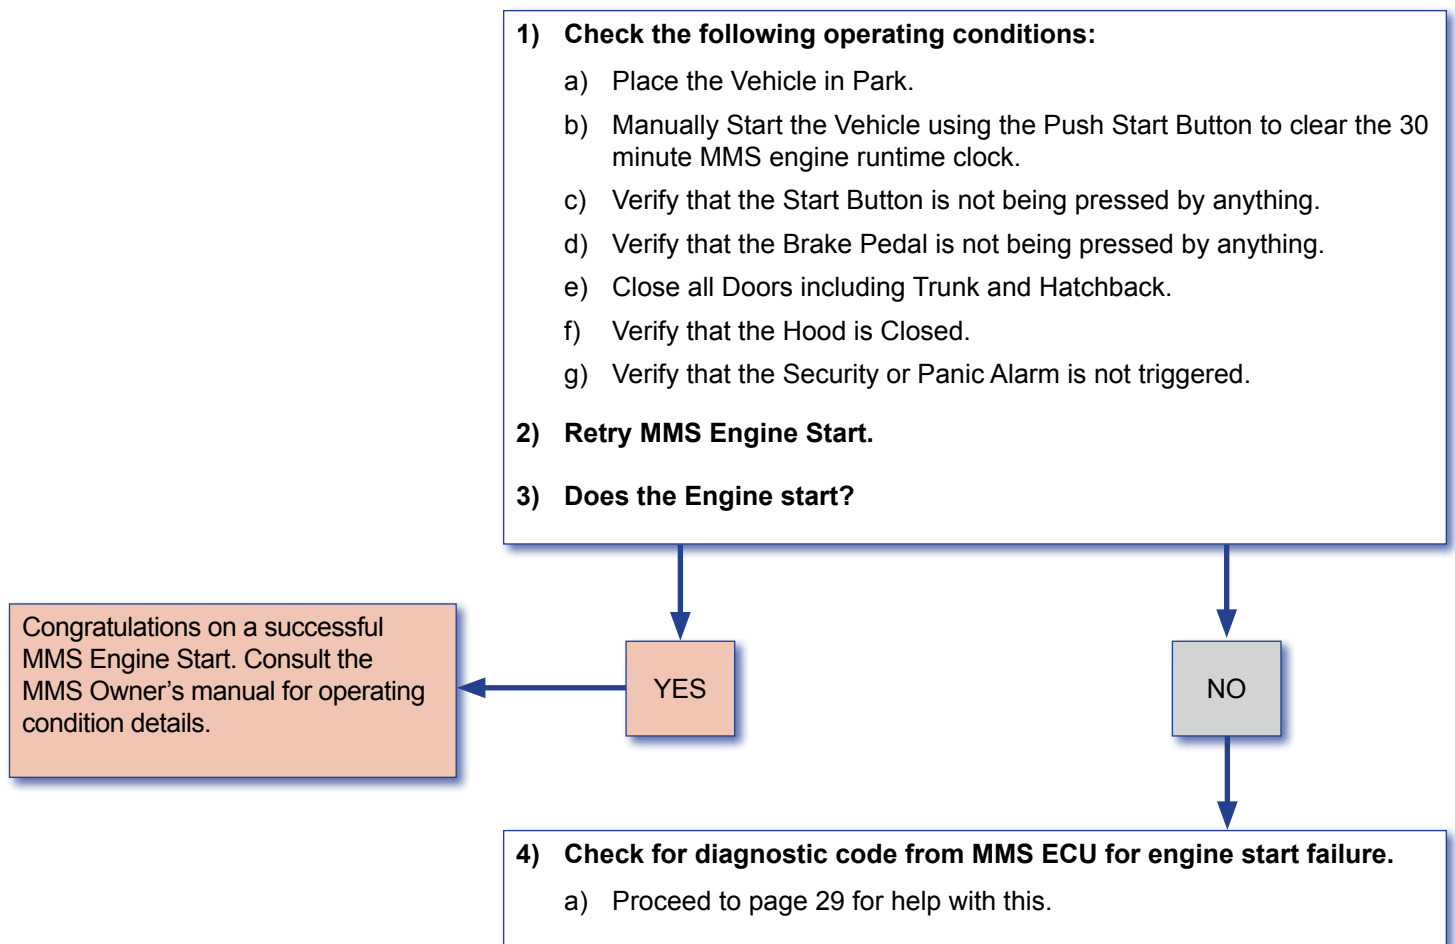 1) Check the following operating conditions:
a) Place the Vehicle in Park.
b) Manually Start the Vehicle using the Push Start Button to clear the 30
minute MMS engine runtime clock.
c) Verify that the Start Button is not being pressed by anything.
d) Verify that the Brake Pedal is not being pressed by anything.
e) Close all Doors including Trunk and Hatchback.
f) Verify that the Hood is Closed.
g) Verify that the Security or Panic Alarm is not triggered.
2) Retry MMS Engine Start.
3) Does the Engine start?
Congratulations on a successful
MMS Engine Start. Consult the
MMS Owner’s manual for operating
condition details.
YES
NO
4) Check for diagnostic code from MMS ECU for engine start failure.
a) Proceed to page 29 for help with this.